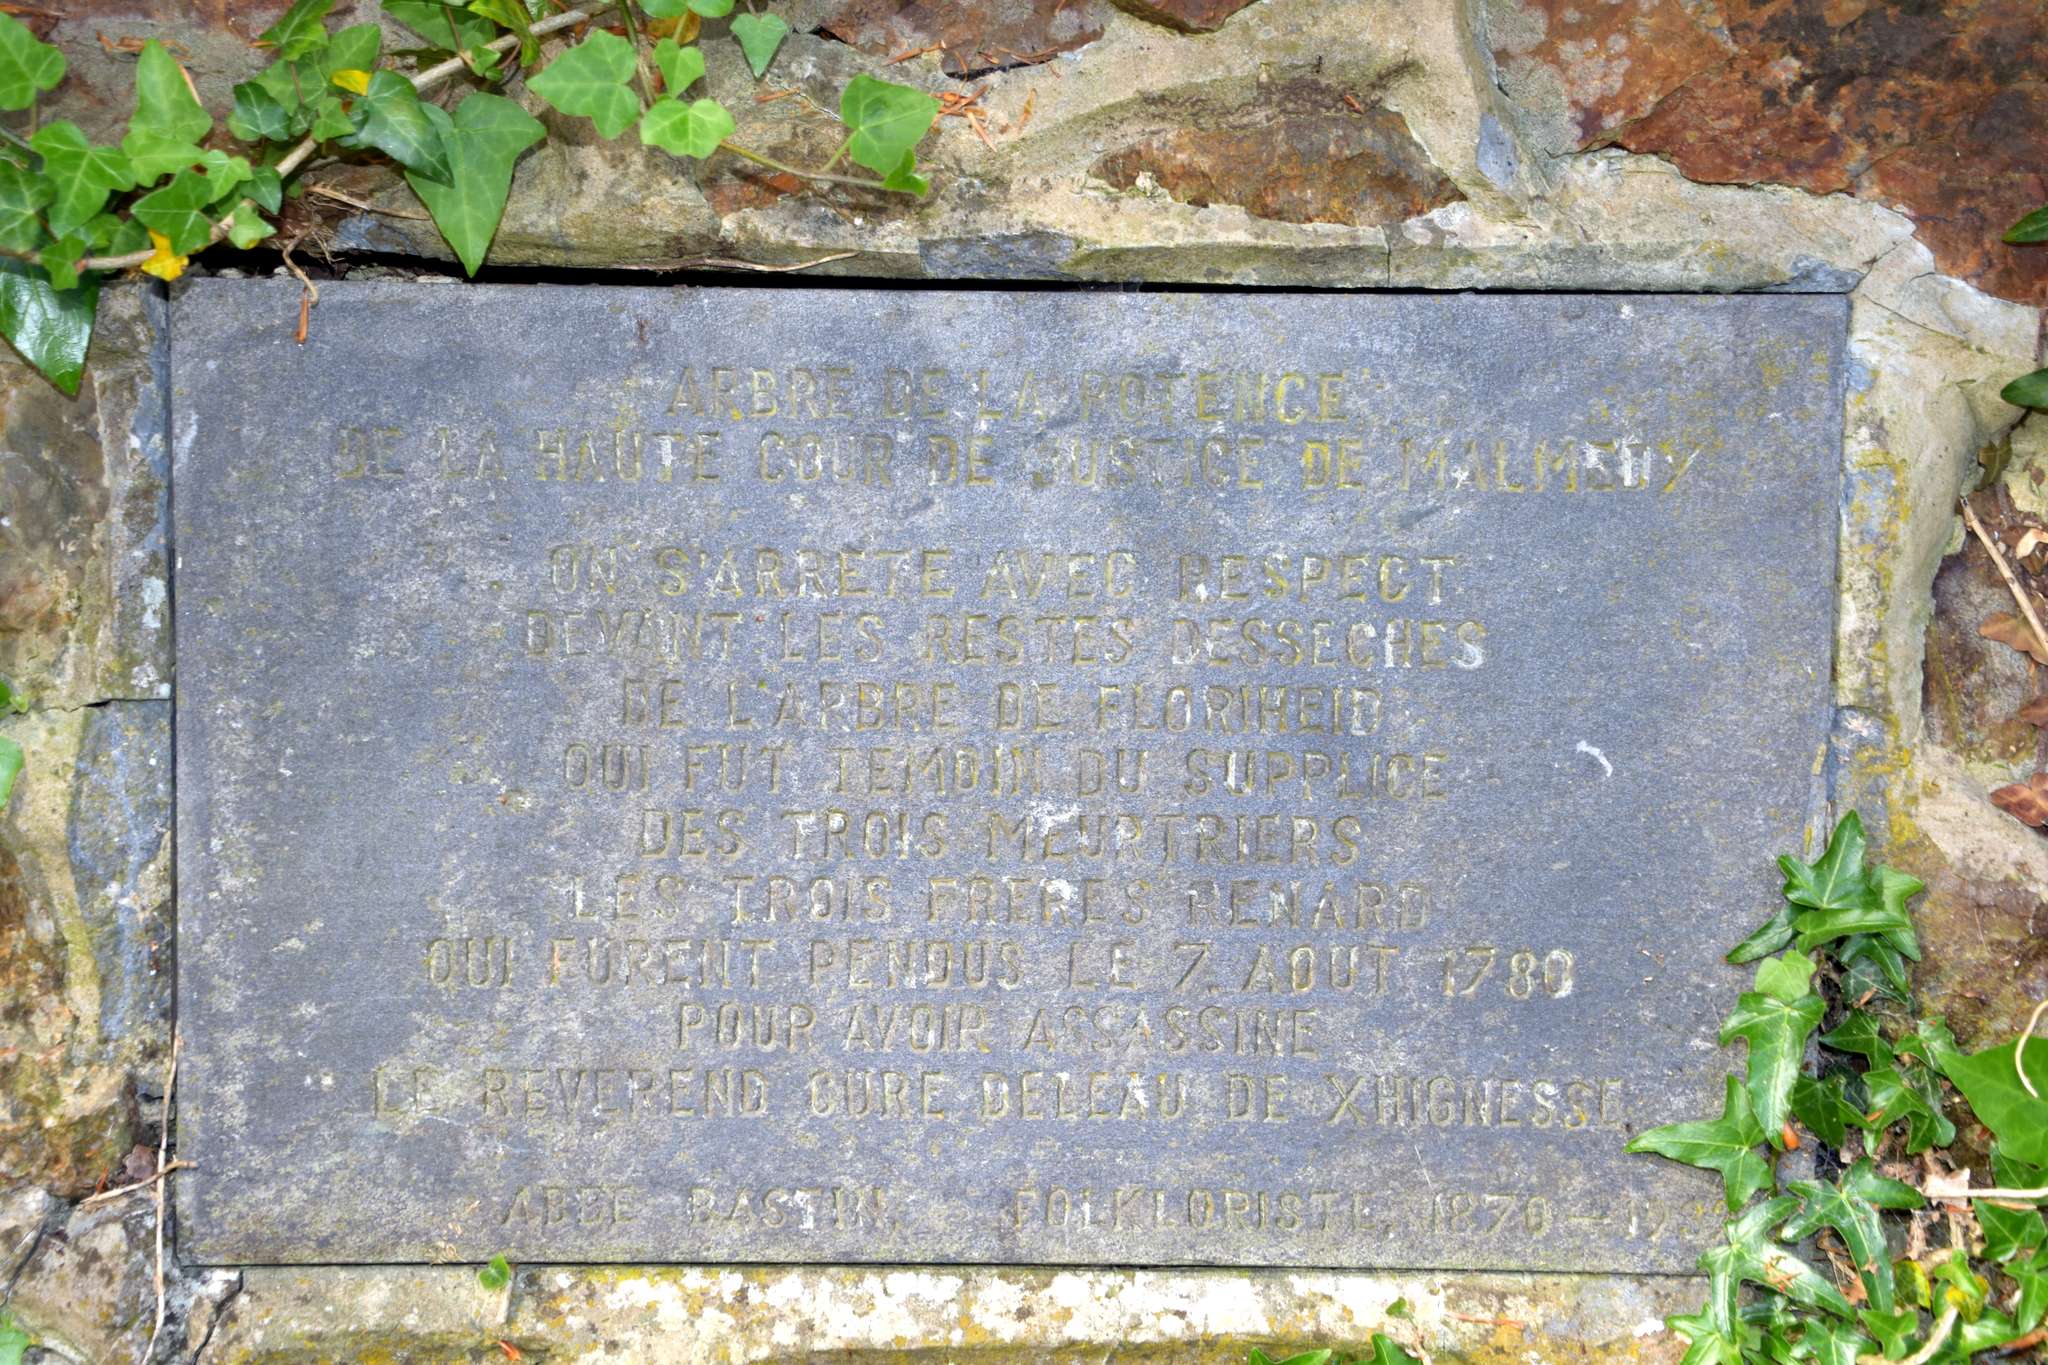 ARBRE DE LA POTENCE
DE LA HAUTE COUR DE JUSTICE DE MALMEDY
ON S'ARRETE AVEC RESPECT
DEVANT LES RESTES DESSECHES
DE L'ARBRE DE FLORIHEID
QUI FUT TEMOIN DU SUPPLICE
DES TROIS MEURTRIERS
LES TROIS FRERES RENARD
QUI FURENT PENDUS LE 7. AOUT 1780
POUR AVOIR ASSASSINE
LE REVEREND CURE DELEAU DE XHIGNESSE
ABBE BASTIN, FOLKLORISTE, 1870 –